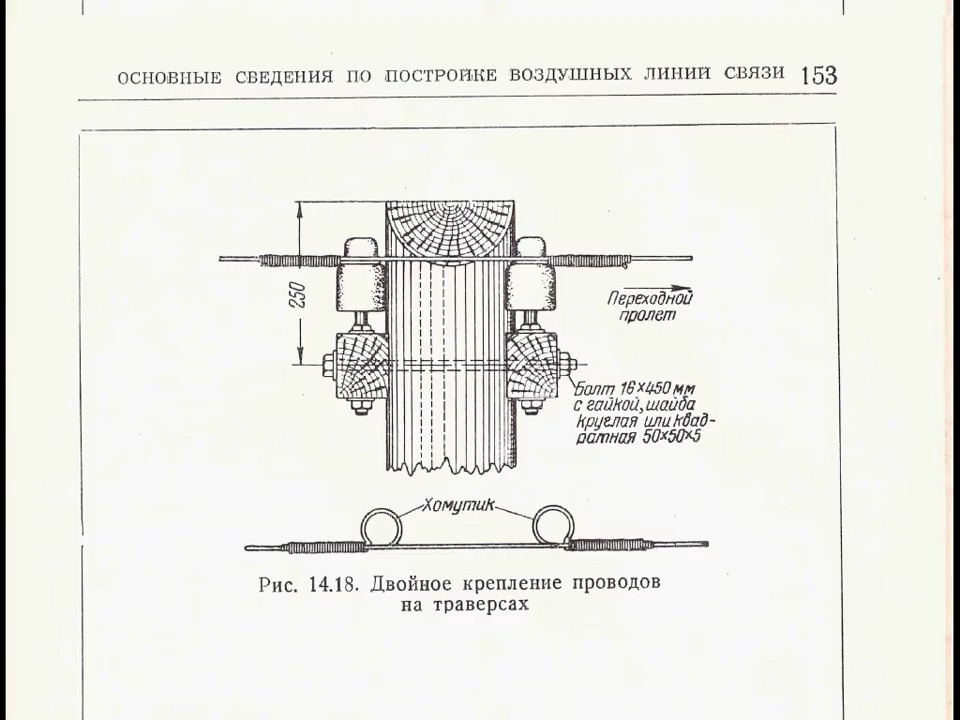 ОСНОВНЫЕ СВЕДЕНИЯ ПО ПОСТРОЙКЕ ВОЗДУШНЫХ ЛИНИЙ СВЯЗИ 153
250
Переходной
пролет
Болт 16×450 мм
с гайкой, шайба
круглая или квад-
ратная 50×50×5
Хомутик
Рис. 14.18. Двойное крепление проводов
на траверсах